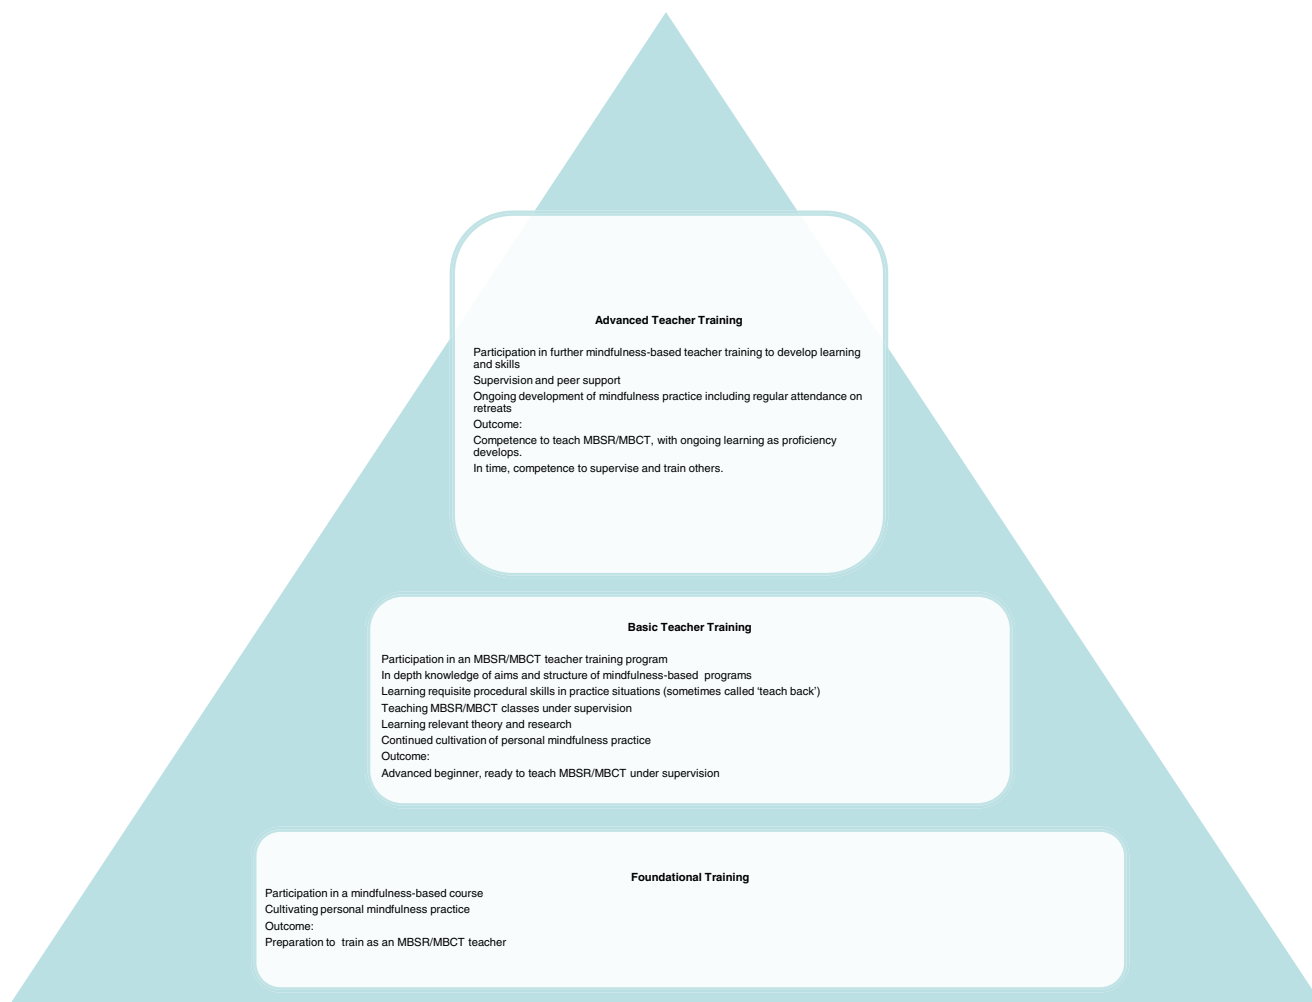 Advanced Teacher Training
Participation in further mindfulness-based teacher training to develop learning
and skills
Supervision and peer support
Ongoing development of mindfulness practice including regular attendance on
retreats
Outcome:
Competence to teach MBSR/MBCT, with ongoing learning as proficiency
develops.
In time, competence to supervise and train others.
Basic Teacher Training
Participation in an MBSR/MBCT teacher training program
In depth knowledge of aims and structure of mindfulness-based programs
Learning requisite procedural skills in practice situations (sometimes called ‘teach back’)
Teaching MBSR/MBCT classes under supervision
Learning relevant theory and research
Continued cultivation of personal mindfulness practice
Outcome:
Advanced beginner, ready to teach MBSR/MBCT under supervision
Foundational Training
Participation in a mindfulness-based course
Cultivating personal mindfulness practice
Outcome:
Preparation to train as an MBSR/MBCT teacher